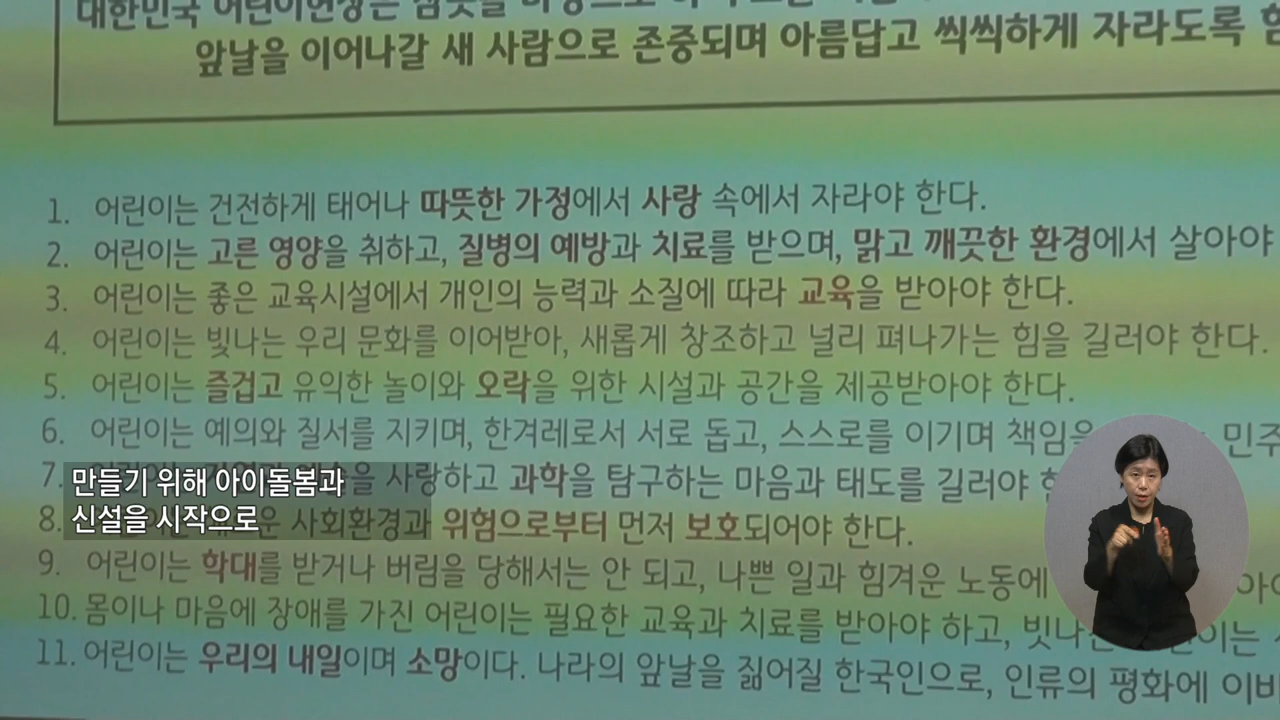 대한민국 어린이헌장은
앞날을 이어나갈 새 사람으로 존중되며 아름답고 씩씩하게 자라도록
1. 어린이는 건전하게 태어나 따뜻한 가정에서 사랑 속에서 자라야 한다.
2. 어린이는 고른 영양을 취하고, 질병의 예방과 치료를 받으며, 맑고 깨끗한 환경에서 살아야
3. 어린이는 좋은 교육시설에서 개인의 능력과 소질에 따라 교육을 받아야 한다.
4. 어린이는 빛나는 우리 문화를 이어받아, 새롭게 창조하고 널리 펴나가는 힘을 길러야 한다.
5. 어린이는 즐겁고 유익한 놀이와 오락을 위한 시설과 공간을 제공받아야 한다.
6. 어린이는 예의와 질서를 지키며, 한겨레로서 서로 돕고, 스스로를 이기며 책임을 민주
7. 사랑하고 과학을 탐구하는 마음과 태도를 길러야
8. 사회환경과 위험으로부터 먼저 보호되어야 한다.
9. 어린이는 학대를 받거나 버림을 당해서는 안 되고, 나쁜 일과 힘겨운 노동에
10. 몸이나 마음에 장애를 가진 어린이는 필요한 교육과 치료를 받아야 하고,
11. 어린이는 우리의 내일이며 소망이다. 나라의 앞날을 짊어질 한국인으로, 인류의 평화에
만들기 위해 아이돌봄과
신설을 시작으로